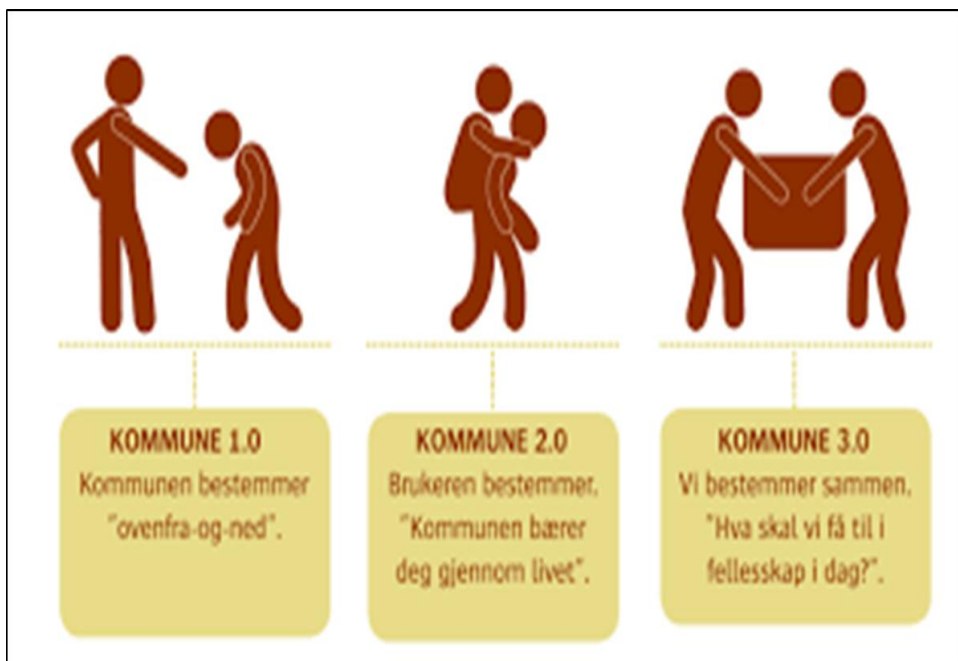 KOMMUNE 1.0
Kommunen bestemmer
"ovenfra-og-ned".
KOMMUNE 2.0
Brukeren bestemmer.
"Kommunen bærer
deg gjennom livet".
KOMMUNE 3.0
Vi bestemmer sammen.
"Hva skal vi få til i
fellesskap i dag?".